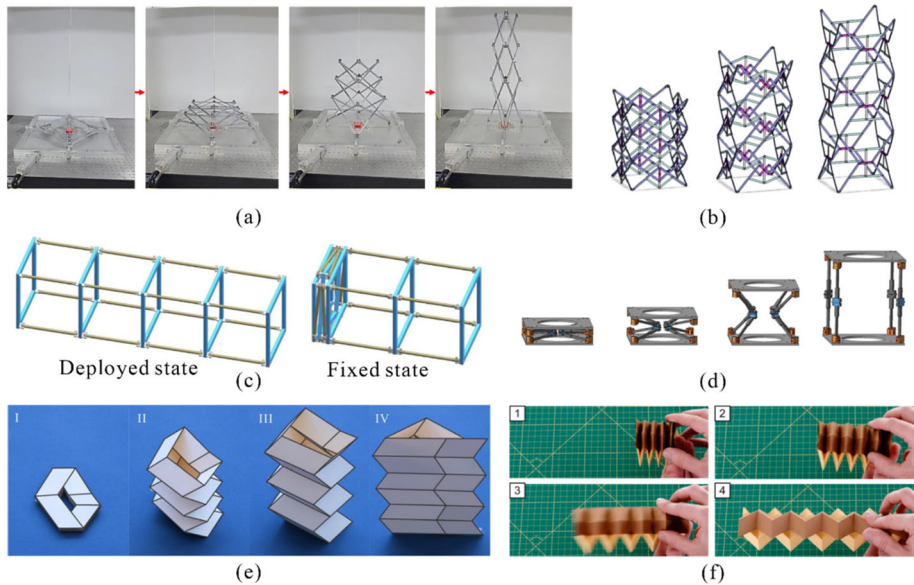 (a)
(b)
Deployed state
(c)
Fixed state
(d)
I
II
III
IV
(e)
1
2
3
4
(f)